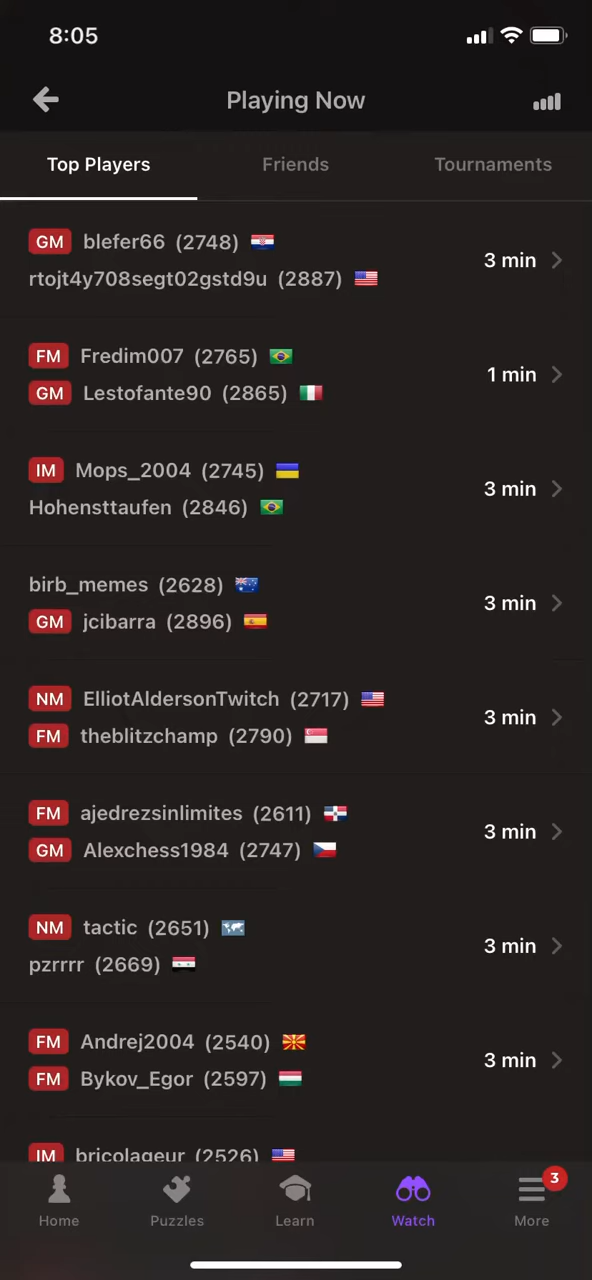 8:05
Playing Now
Top Players Friends Tournaments
GM blefer66 (2748)
rtojt4y708segt02gstd9u (2887)
3 min
FM Fredim007 (2765)
GM Lestofante90 (2865)
1 min
IM Mops_2004 (2745)
Hohensttaufen (2846)
3 min
birb_memes (2628)
GM jcibarra (2896)
3 min
NM ElliotAldersonTwitch (2717)
FM theblitzchamp (2790)
3 min
FM ajedrezsinlimites (2611)
GM Alexchess1984 (2747)
3 min
NM tactic (2651)
pzrrrr (2669)
3 min
FM Andrej2004 (2540)
FM Bykov_Egor (2597)
3 min
IM bricolageur (2526)
3
Home Puzzles Learn Watch More